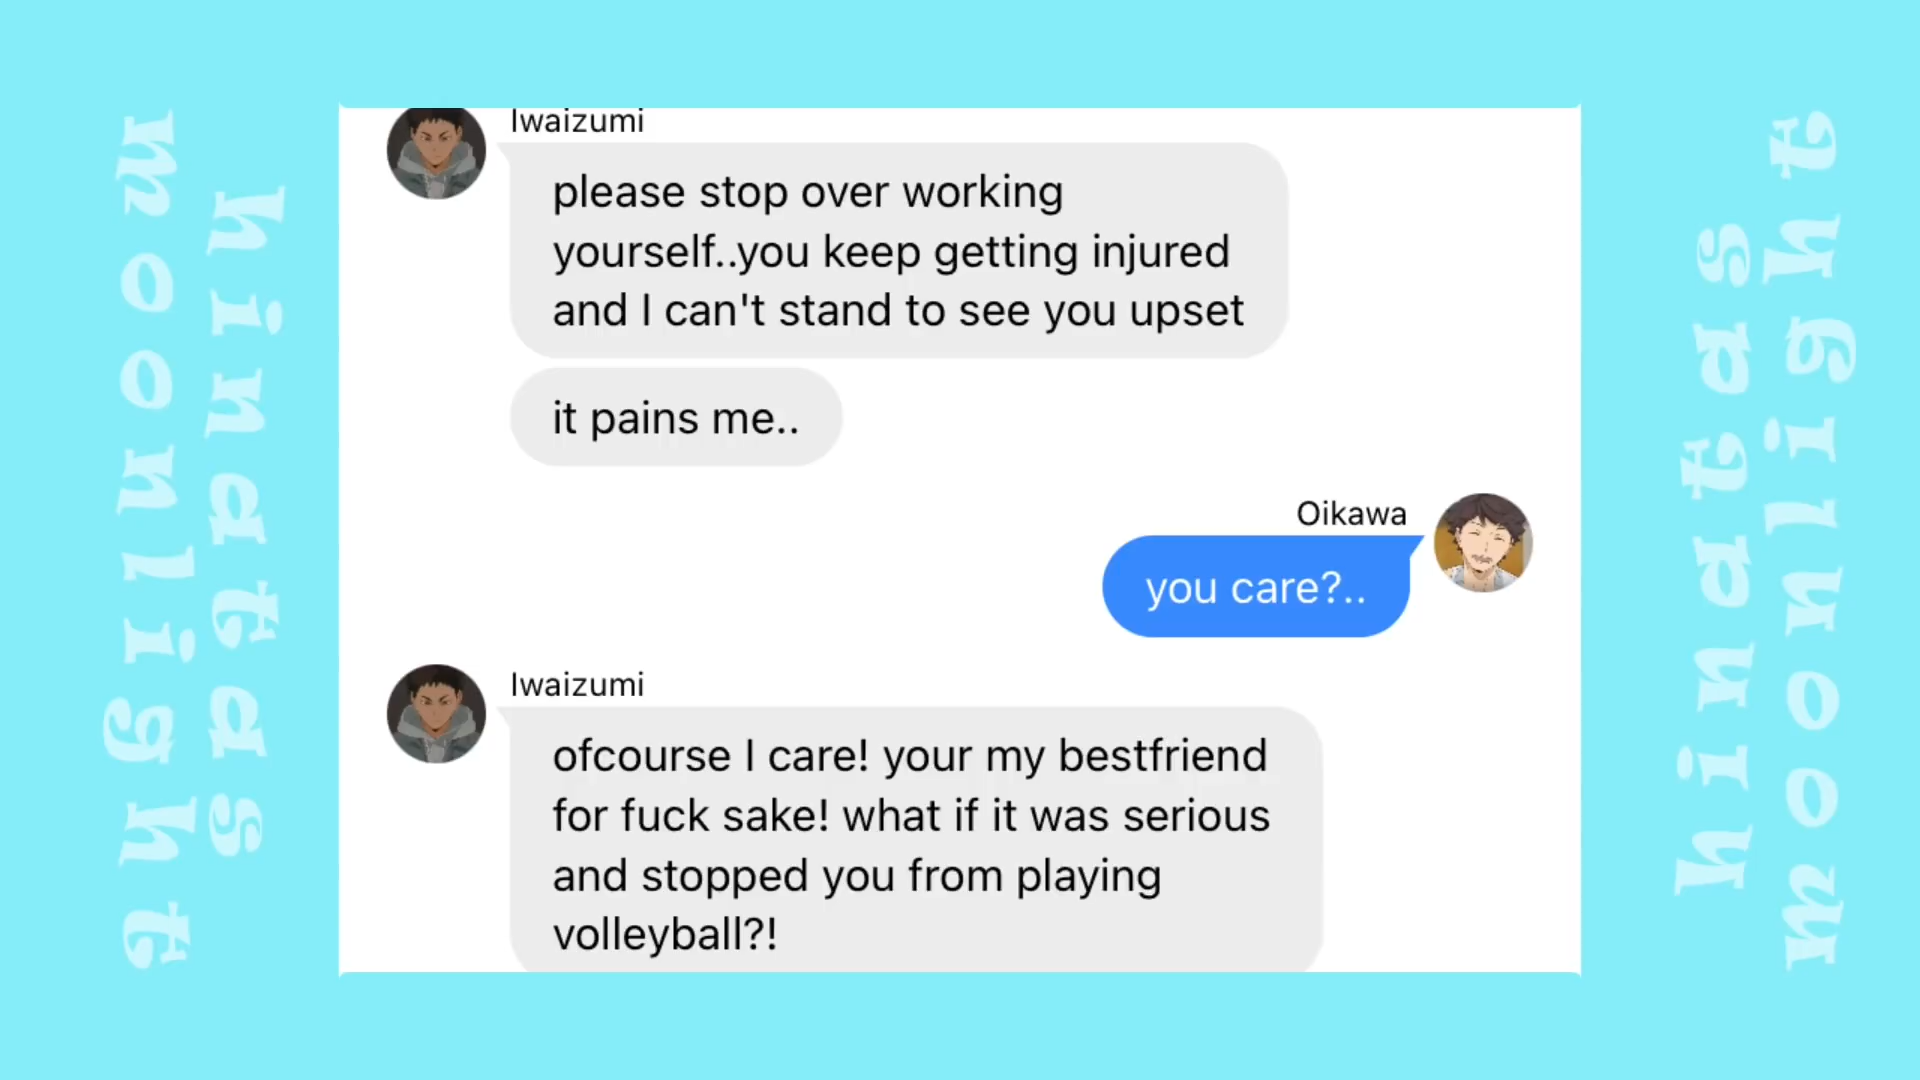 Iwaizumi
please stop over working
yourself..you keep getting injured
and I can't stand to see you upset
it pains me..
Oikawa
you care?..
Iwaizumi
ofcourse I care! your my bestfriend
for fuck sake! what if it was serious
and stopped you from playing
volleyball?!
hinatas
moonlight
hinatas
moonlight